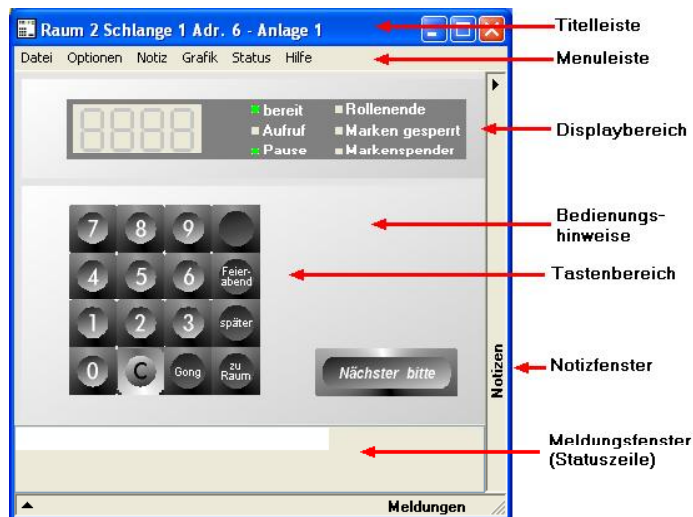 Raum 2 Schlange 1 Adr. 6 - Anlage 1
Titelleiste
Datei Optionen Notiz Grafik Status Hilfe
Menuleiste
bereit
Rollenende
Aufruf
Marken gesperrt
Pause
Markenspender
Displaybereich
Bedienungs-
hinweise
7 8 9
4 5 6 Feier-
abend
Tastenbereich
1 2 3 später
0 C Gong zu
Raum
Nächster bitte
Notizen
Notizfenster
Meldungsfenster
(Statuszeile)
Meldungen